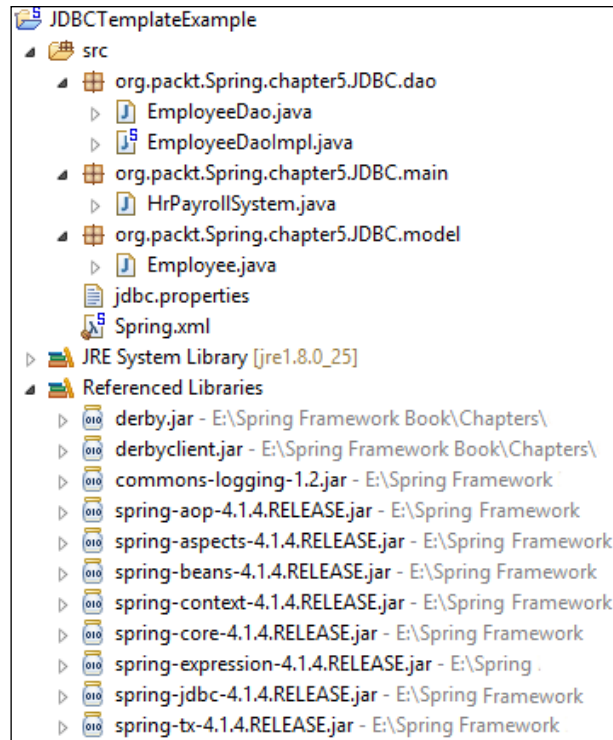 JDBCTemplateExample
src
org.packt.Spring.chapter5.JDBC.dao
EmployeeDao.java
EmployeeDaoImpl.java
org.packt.Spring.chapter5.JDBC.main
HrPayrollSystem.java
org.packt.Spring.chapter5.JDBC.model
Employee.java
jdbc.properties
Spring.xml
JRE System Library [jre1.8.0_25]
Referenced Libraries
derby.jar - E:\Spring Framework Book\Chapters\
derbyclient.jar - E:\Spring Framework Book\Chapters\
commons-logging-1.2.jar - E:\Spring Framework
spring-aop-4.1.4.RELEASE.jar - E:\Spring Framework
spring-aspects-4.1.4.RELEASE.jar - E:\Spring Framework
spring-beans-4.1.4.RELEASE.jar - E:\Spring Framework
spring-context-4.1.4.RELEASE.jar - E:\Spring Framework
spring-core-4.1.4.RELEASE.jar - E:\Spring Framework
spring-expression-4.1.4.RELEASE.jar - E:\Spring
spring-jdbc-4.1.4.RELEASE.jar - E:\Spring Framework
spring-tx-4.1.4.RELEASE.jar - E:\Spring Framework